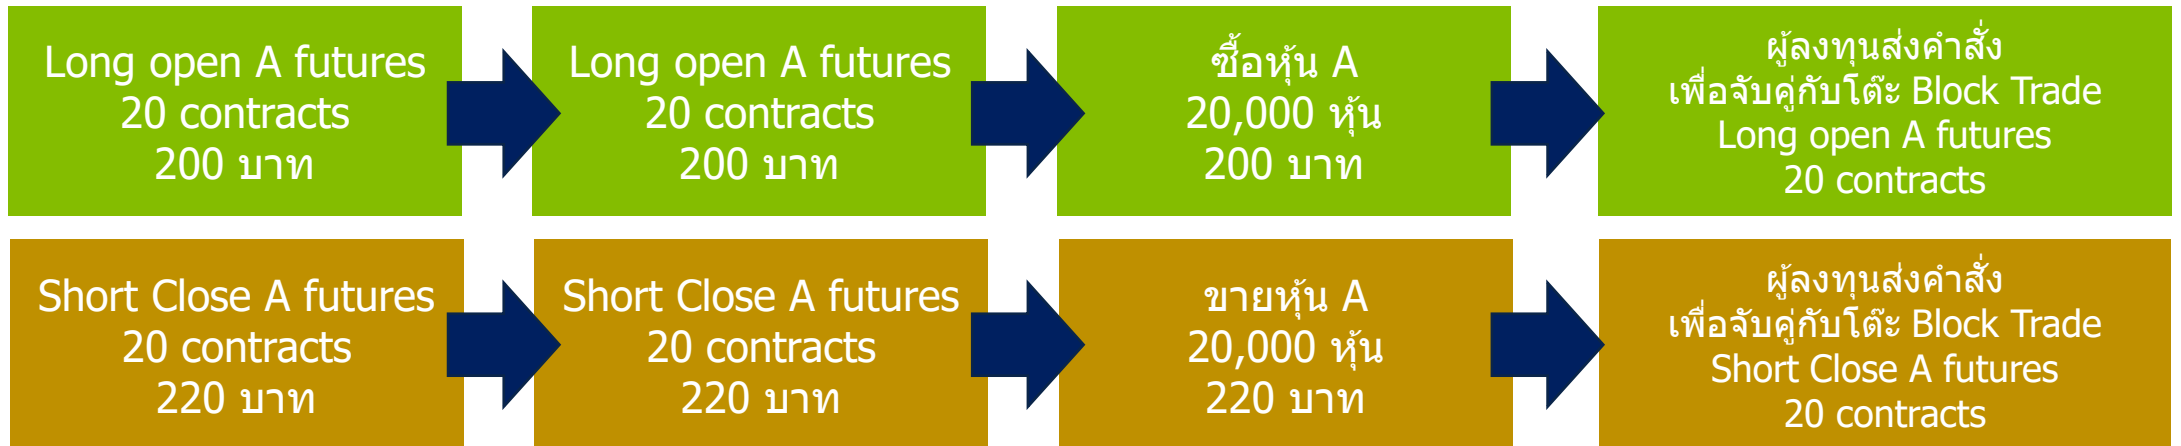 Long open A futures
20 contracts
200 บาท
Long open A futures
20 contracts
200 บาท
ซื้อหุ้น A
20,000 หุ้น
200 บาท
ผู้ลงทุนส่งคำสั่ง
เพื่อจับคู่กับโต๊ะ Block Trade
Long open A futures
20 contracts
Short Close A futures
20 contracts
220 บาท
Short Close A futures
20 contracts
220 บาท
ขายหุ้น A
20,000 หุ้น
220 บาท
ผู้ลงทุนส่งคำสั่ง
เพื่อจับคู่กับโต๊ะ Block Trade
Short Close A futures
20 contracts